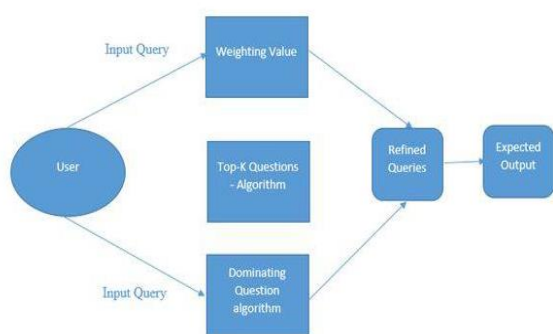 Input Query
Weighting Value
User
Top-K Questions
- Algorithm
Refined
Queries
Expected
Output
Input Query
Dominating
Question
algorithm